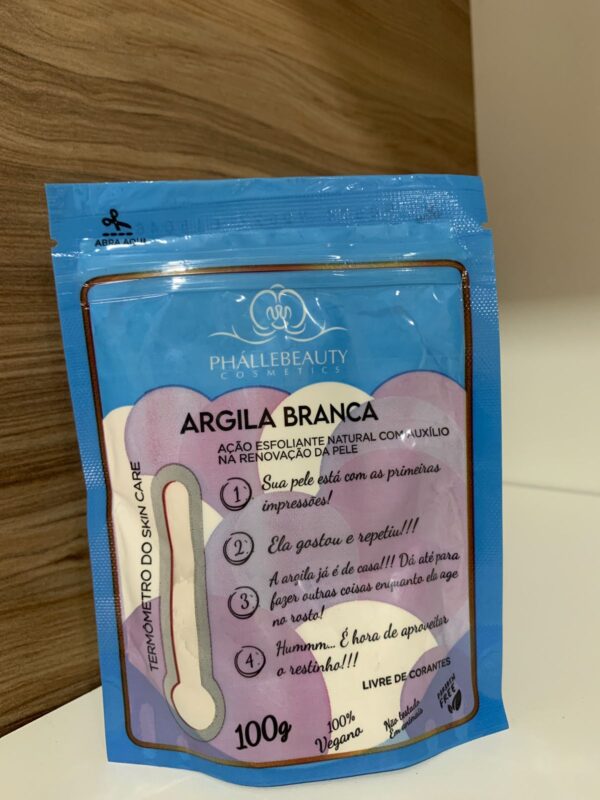 ABRA AQUI
PHÁLLEBEAUTY
COSMETICS
ARGILA BRANCA
AÇÃO ESFOLIANTE NATURAL COM AUXÍLIO
NA RENOVAÇÃO DA PELE
TERMÔMETRO DO SKIN CARE
1 Sua pele está com as primeiras
impressões!
2. Ela gostou e repetiu!!!
3. A argila já é de casa!!! Dá até para
fazer outras coisas enquanto ela age
no rosto!
4. Hummm... É hora de aproveitar
o restinho!!!
LIVRE DE CORANTES
100g
100%
Vegano
Não testado
Em animais
PARABEN
FREE